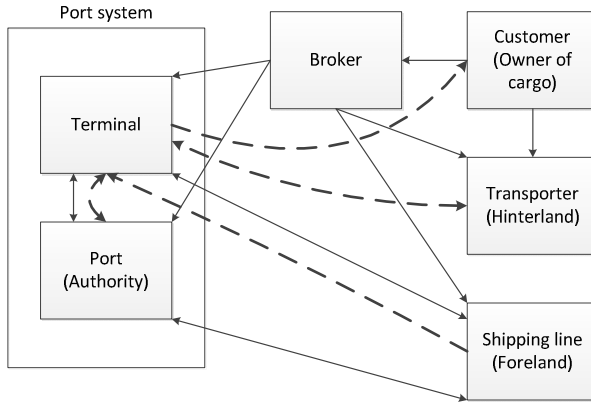 Port system
Broker
Customer
(Owner of
cargo)
Terminal
Transporter
(Hinterland)
Port
(Authority)
Shipping line
(Foreland)